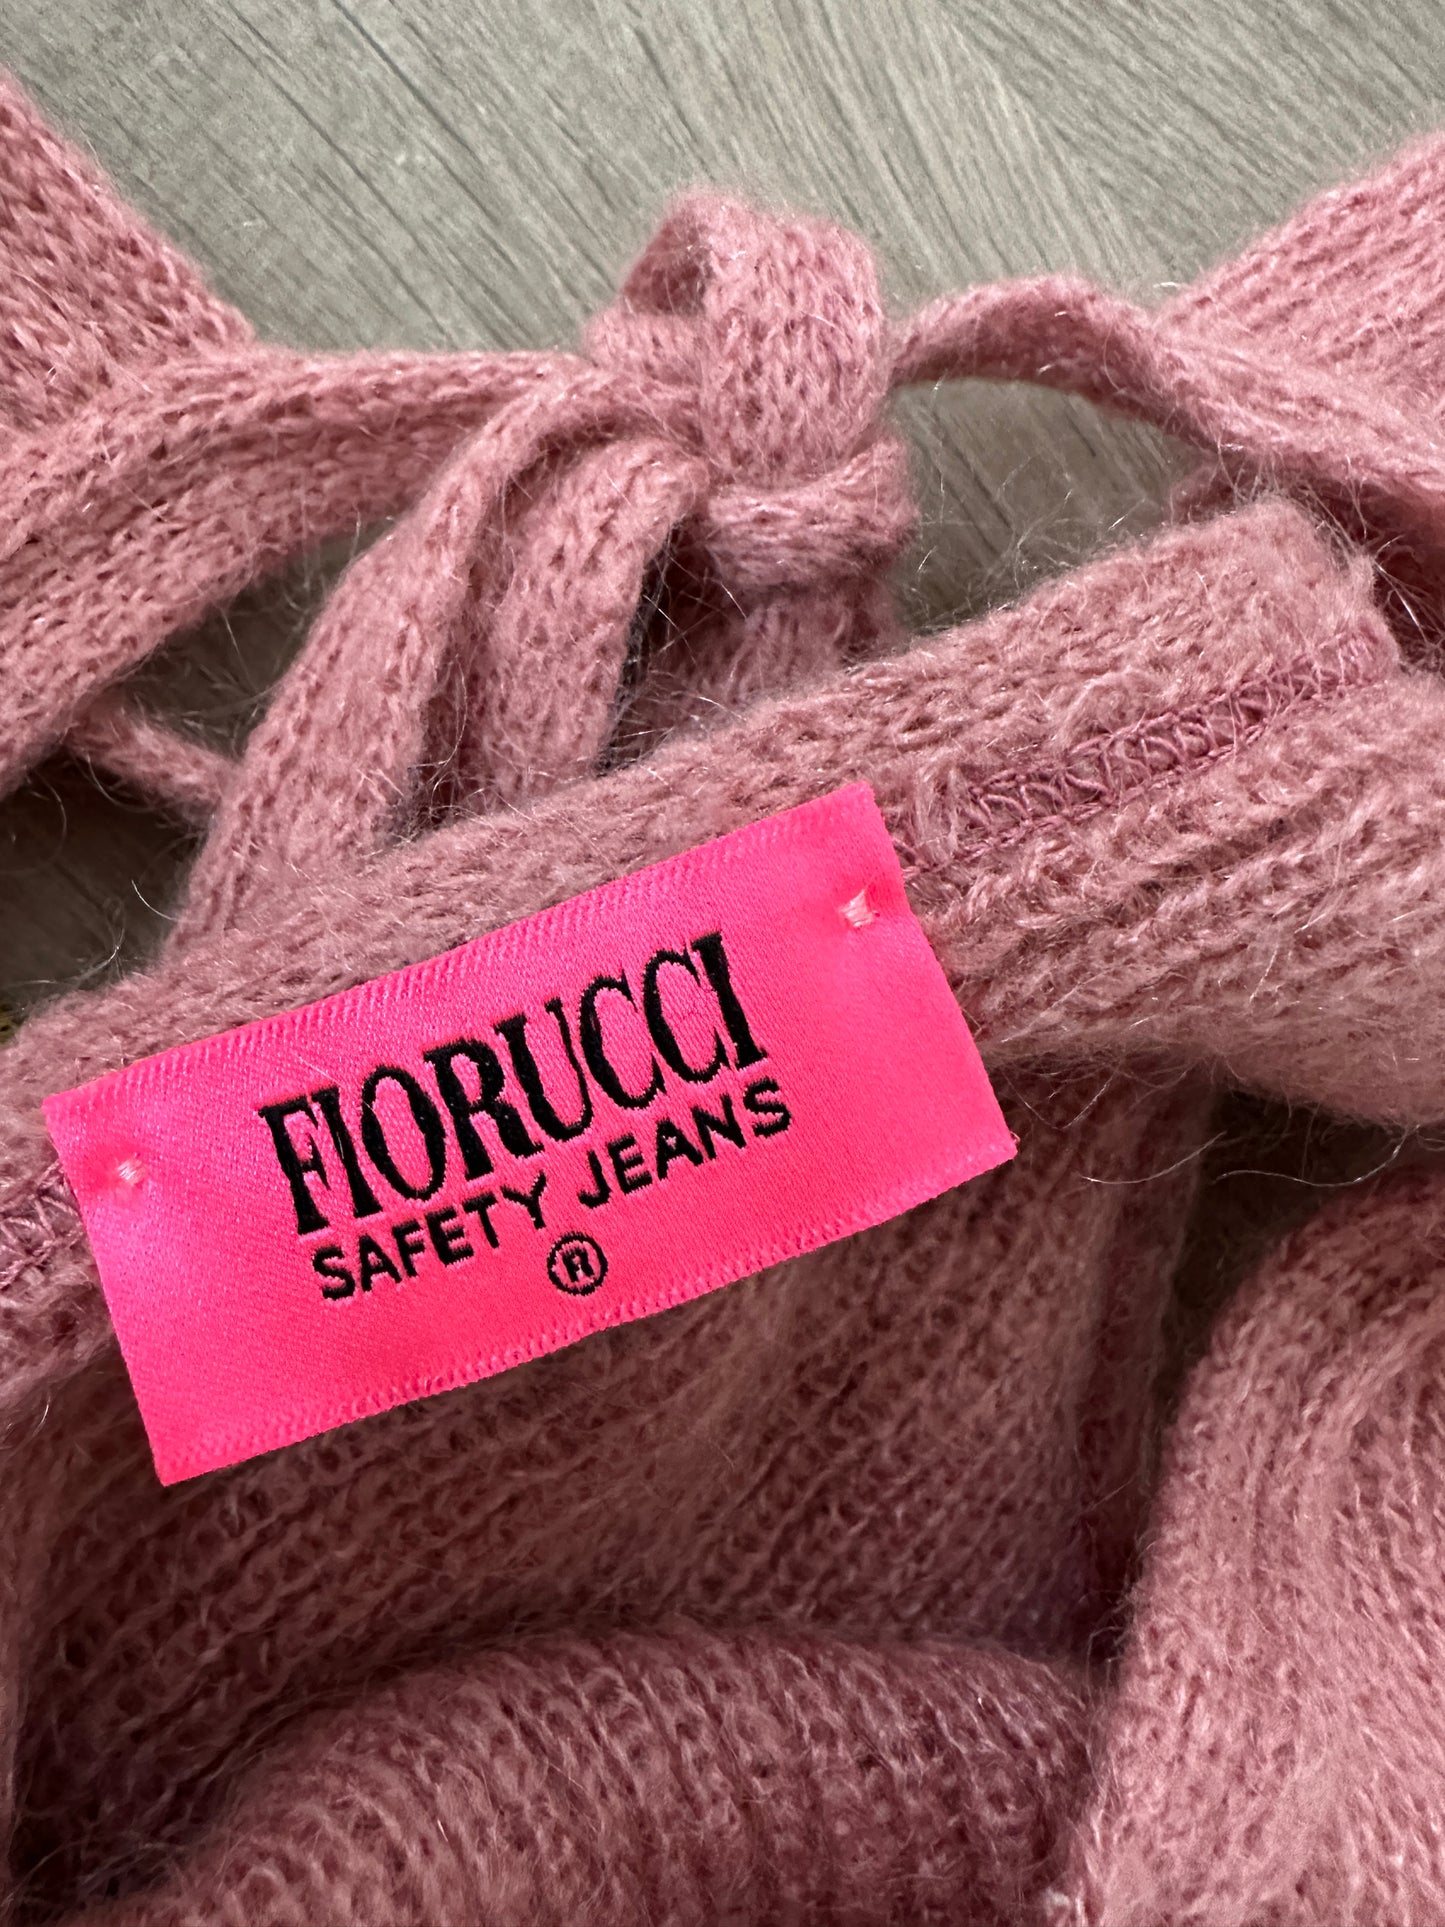 FIORUCCI
SAFETY JEANS
®